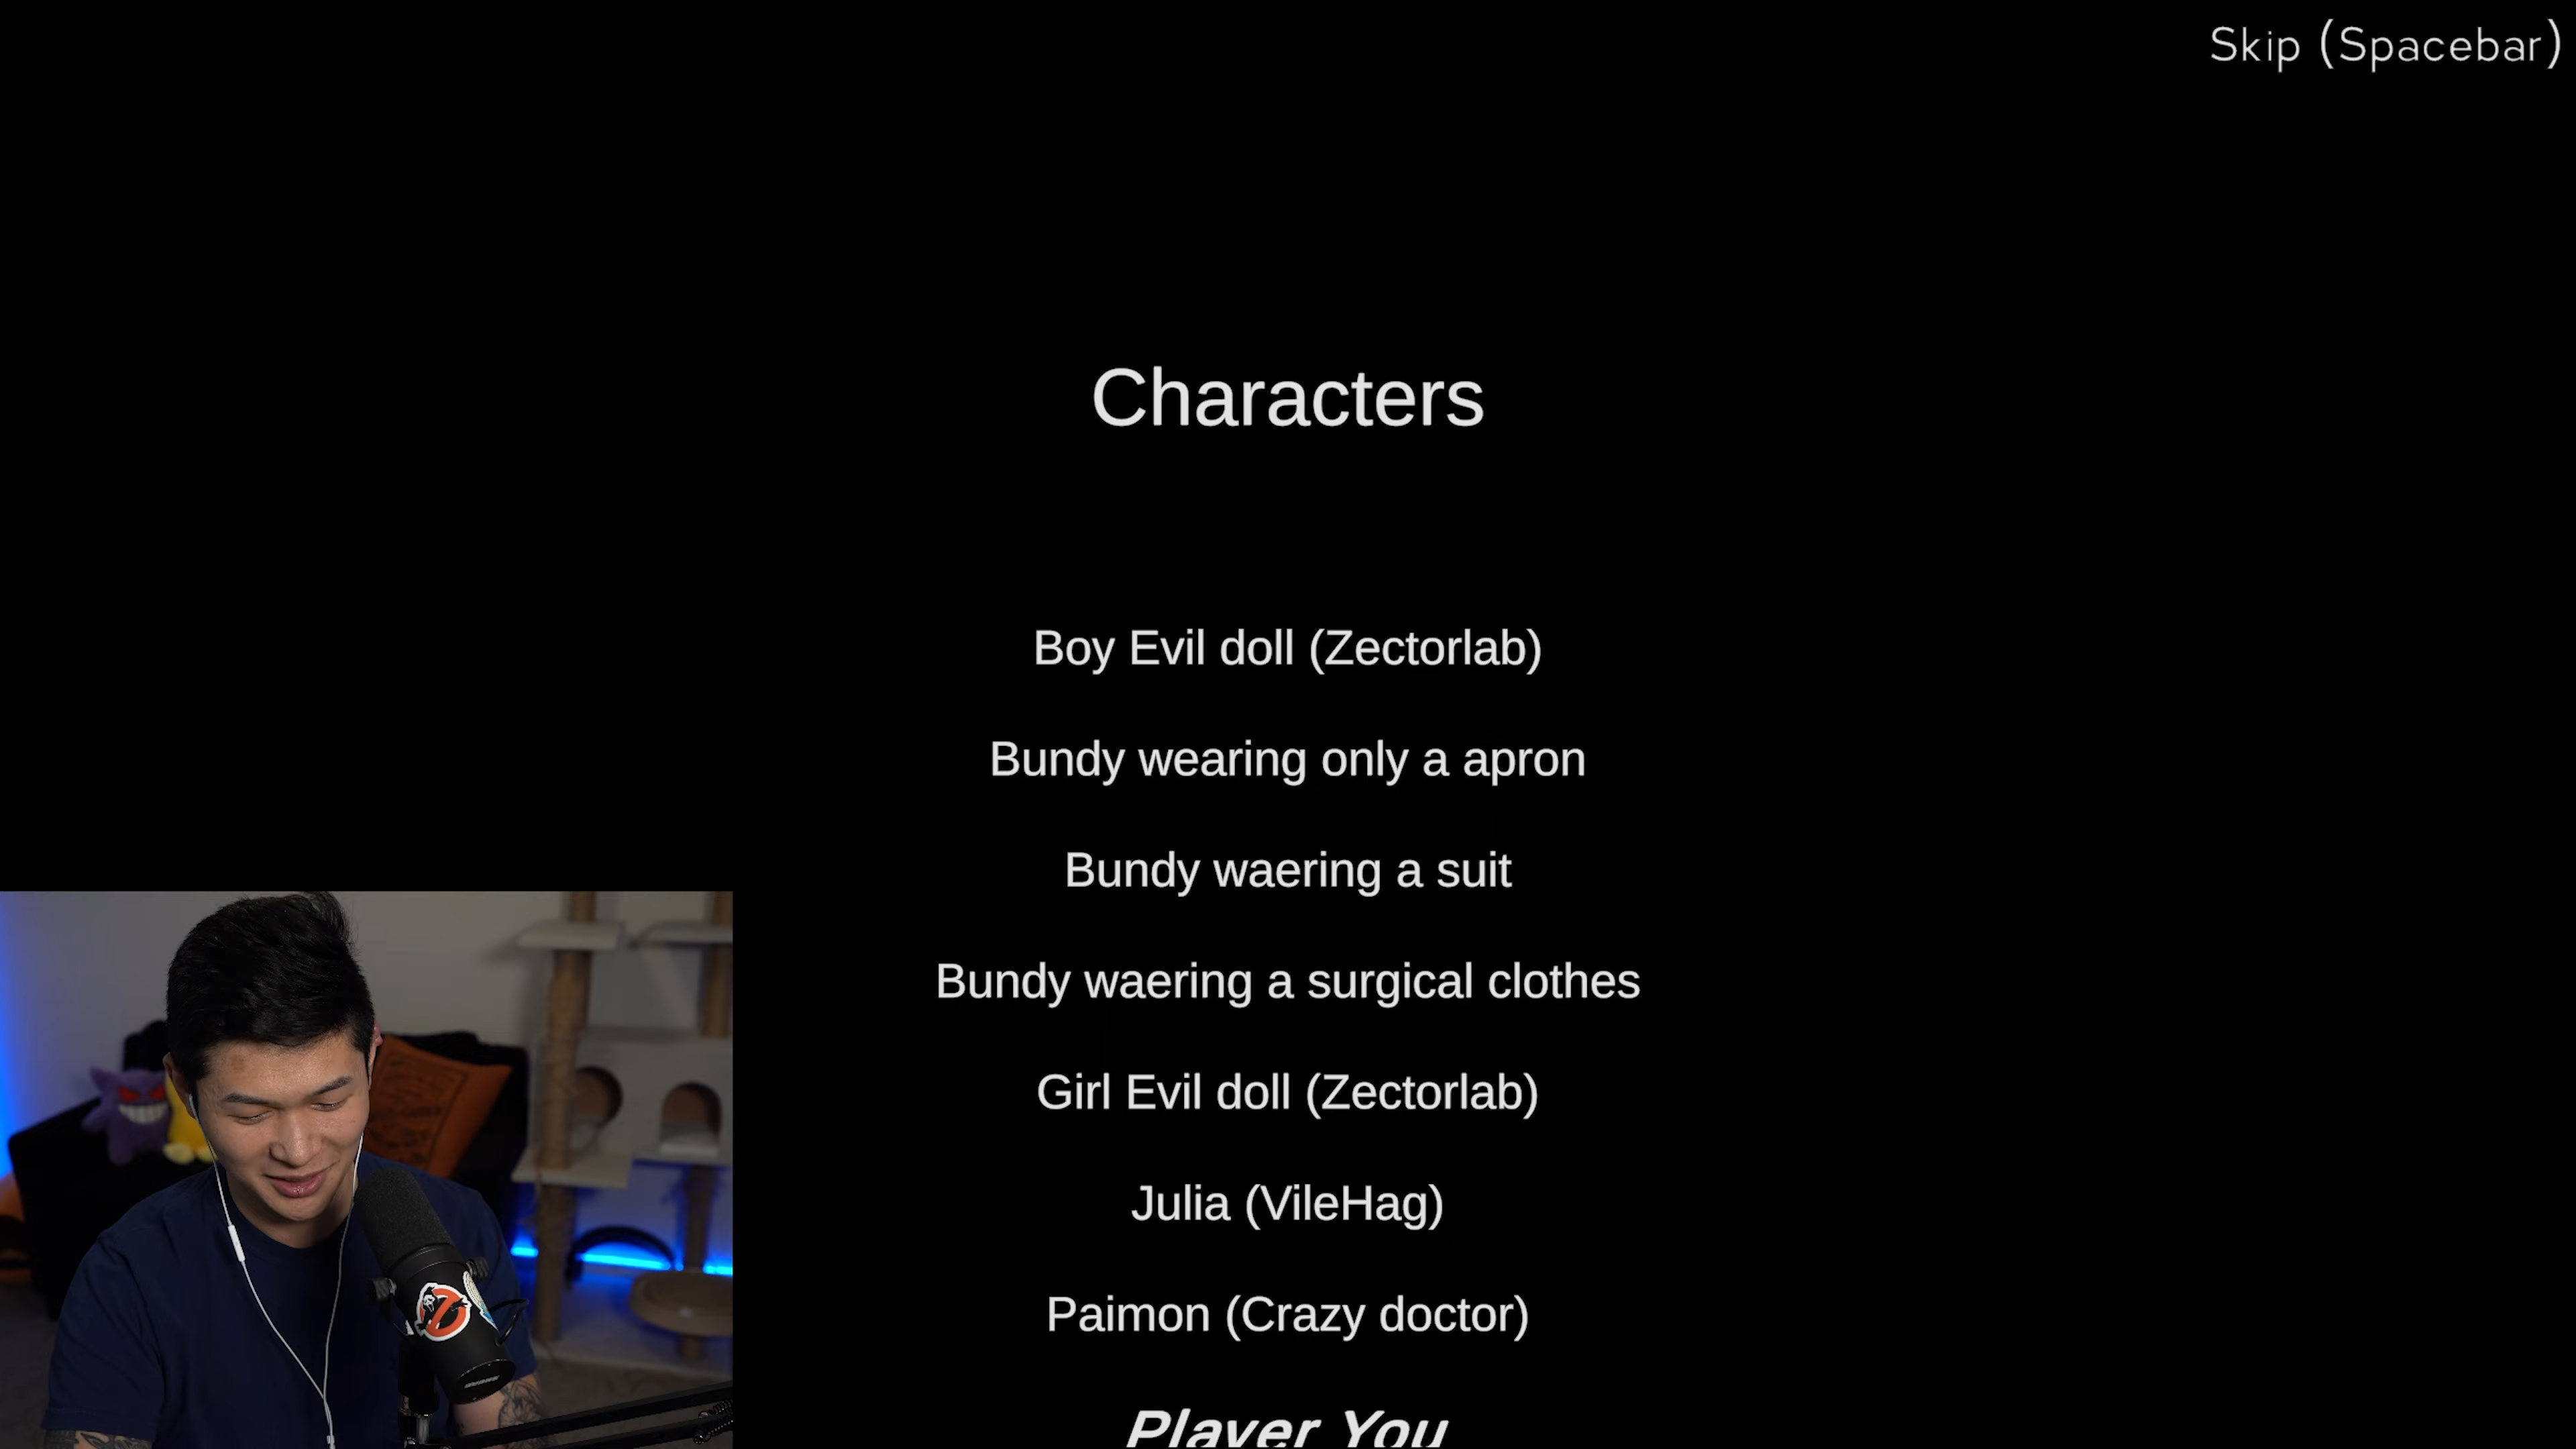 Skip (Spacebar)
Characters
Boy Evil doll (Zectorlab)
Bundy wearing only a apron
Bundy waering a suit
Bundy waering a surgical clothes
Girl Evil doll (Zectorlab)
Julia (VileHag)
Paimon (Crazy doctor)
Player You